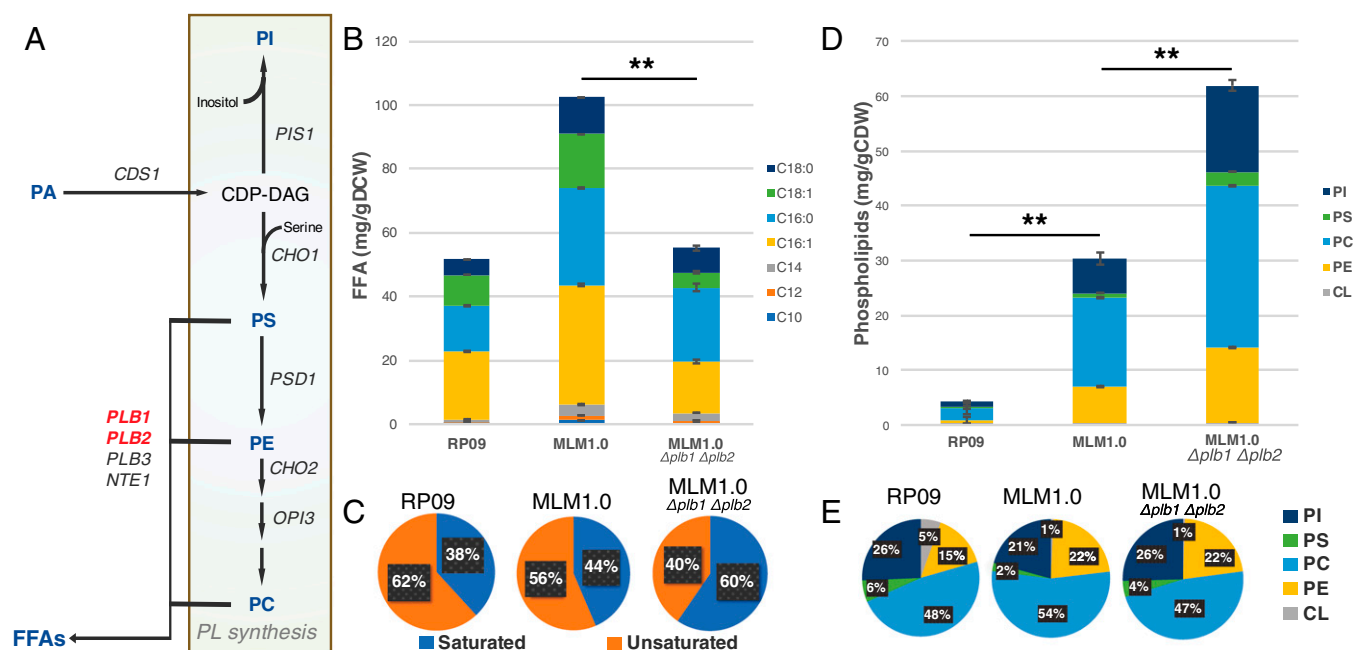 A
PI
Inositol
PIS1
CDS1
PA
CDP-DAG
Serine
CHO1
PS
PSD1
PLB1
PLB2
PLB3
NTE1
PE
CHO2
OPI3
PC
FFAs
PL synthesis
B
120
100
80
60
40
20
0
FFA (mg/gDCW)
**
C18:0
C18:1
C16:0
C16:1
C14
C12
C10
RP09
MLM1.0
MLM1.0
Δplb1 Δplb2
C
RP09
MLM1.0
MLM1.0
Δplb1 Δplb2
38%
62%
44%
56%
40%
60%
Saturated
Unsaturated
D
70
60
50
40
30
20
10
0
Phospholipids (mg/gCDW)
**
**
PI
PS
PC
PE
CL
RP09
MLM1.0
MLM1.0
Δplb1 Δplb2
E
RP09
MLM1.0
MLM1.0
Δplb1 Δplb2
26%
5%
15%
6%
48%
21%
1%
22%
2%
54%
26%
1%
22%
4%
47%
PI
PS
PC
PE
CL